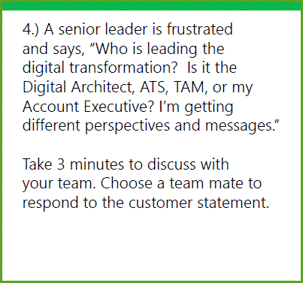 4.) A senior leader is frustrated
and says, “Who is leading the
digital transformation?  Is it the
Digital Architect, ATS, TAM, or my
Account Executive? I’m getting
different perspectives and messages.”
Take 3 minutes to discuss with
your team. Choose a team mate to
respond to the customer statement.